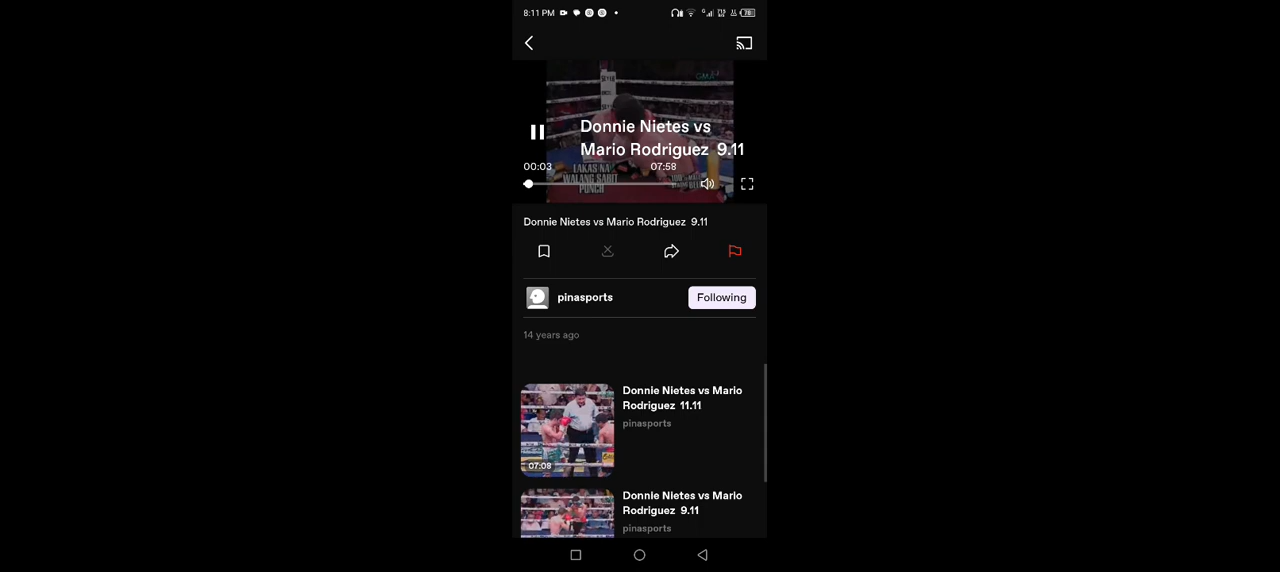 8:11 PM
70
GMA
Donnie Nietes vs
Mario Rodriguez 9.11
00:03
07:58
LAKAS NA
WALANG SABIT
PUNCH
Donnie Nietes vs Mario Rodriguez 9.11
pinasports
Following
14 years ago
Donnie Nietes vs Mario
Rodriguez 11.11
pinasports
07:08
Donnie Nietes vs Mario
Rodriguez 9.11
pinasports